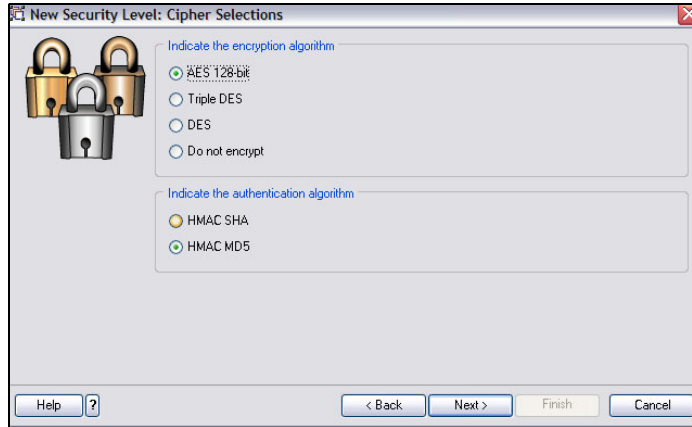 New Security Level: Cipher Selections
Indicate the encryption algorithm
AES 128-bit
Triple DES
DES
Do not encrypt
Indicate the authentication algorithm
HMAC SHA
HMAC MD5
Help ? < Back Next > Finish Cancel